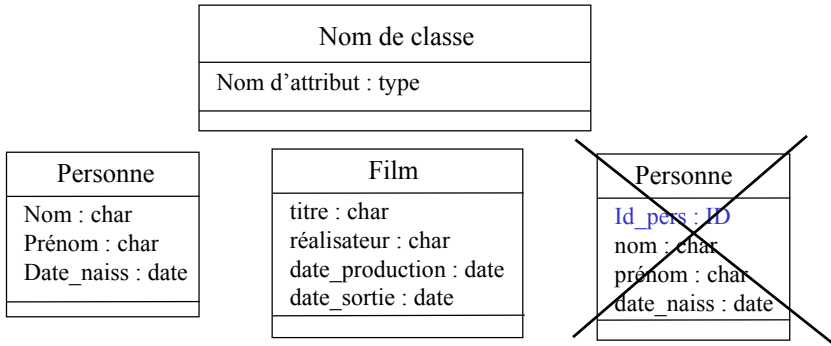 Nom de classe
Nom d'attribut : type
Personne
Nom : char
Prénom : char
Date_naiss : date
Film
titre : char
réalisateur : char
date_production : date
date_sortie : date
Personne
Id_pers : ID
nom : char
prénom : char
date_naiss : date